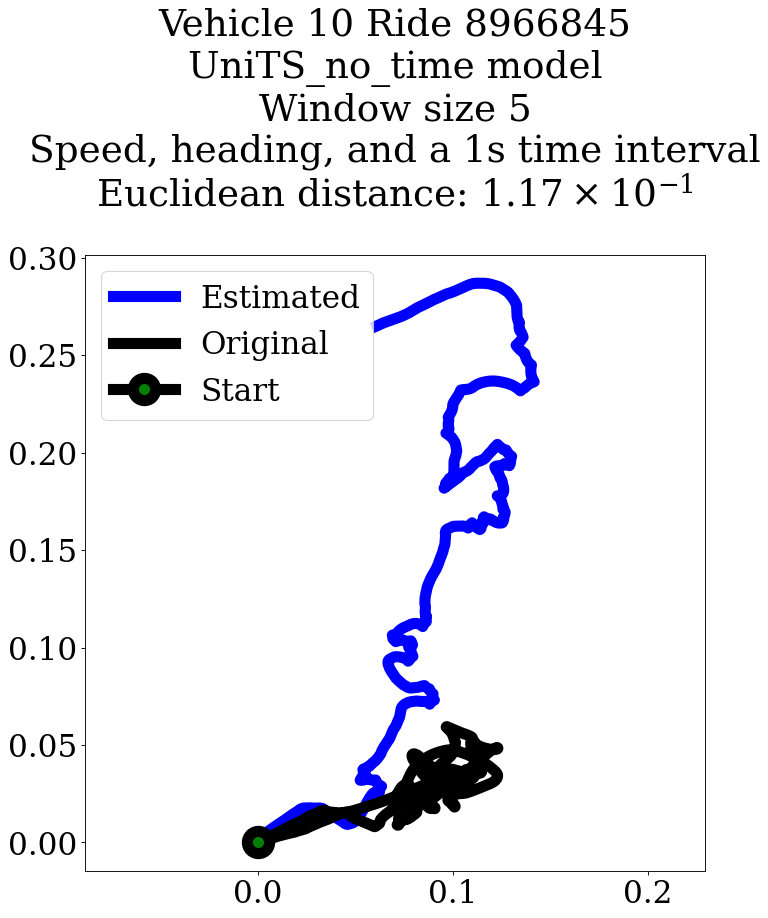 Vehicle 10 Ride 8966845
UniTS_no_time model
Window size 5
Speed, heading, and a 1s time interval
Euclidean distance: 1.17 × 10⁻¹
0.30
Estimated
Original
Start
0.25
0.20
0.15
0.10
0.05
0.00
0.0 0.1 0.2